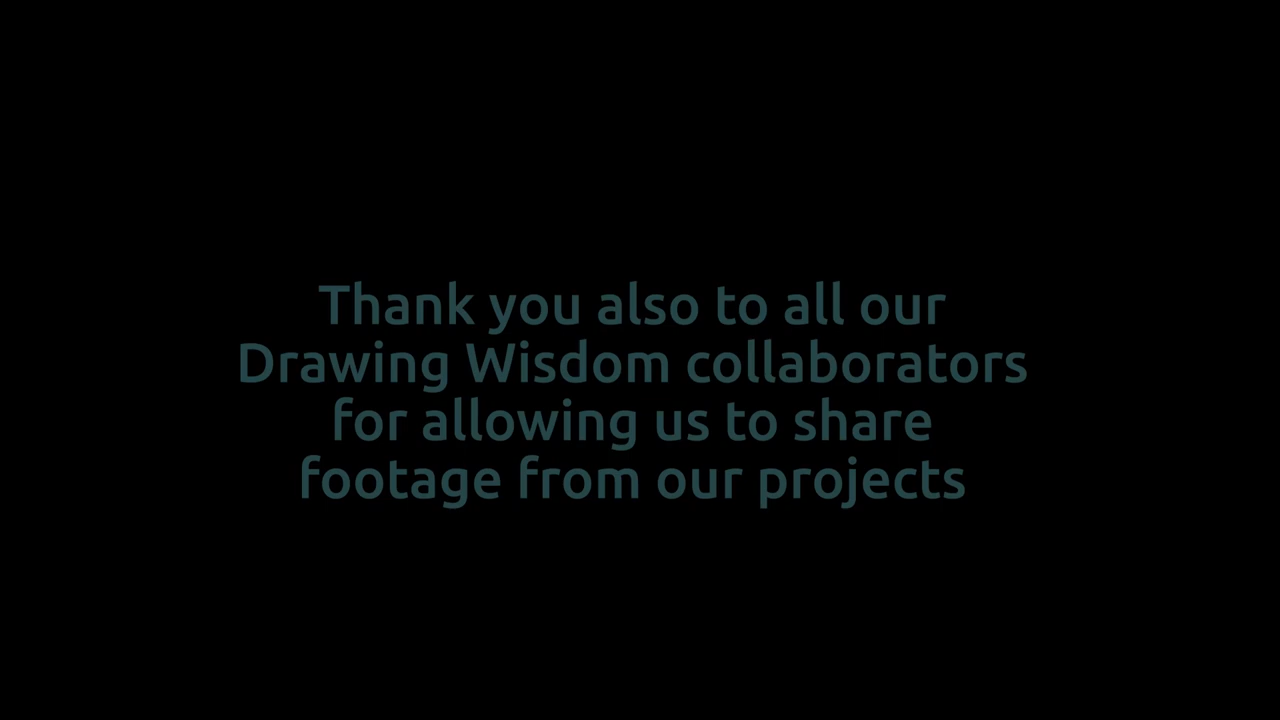 Thank you also to all our
Drawing Wisdom collaborators
for allowing us to share
footage from our projects